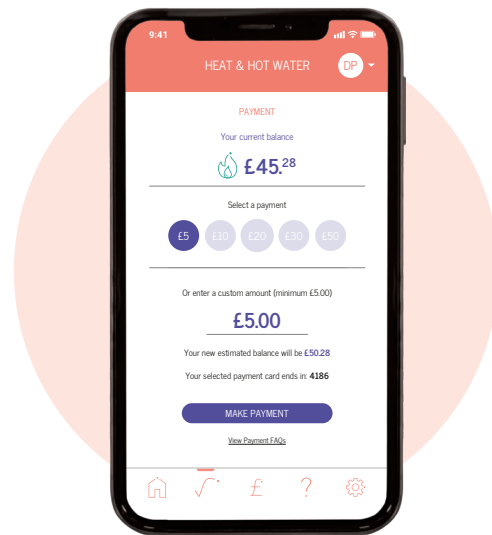 9:41
HEAT & HOT WATER
DP
PAYMENT
Your current balance
£45.28
Select a payment
£5 £10 £20 £30 £50
Or enter a custom amount (minimum £5.00)
£5.00
Your new estimated balance will be £50.28
Your selected payment card ends in: 4186
MAKE PAYMENT
View Payment FAQs
£ ?